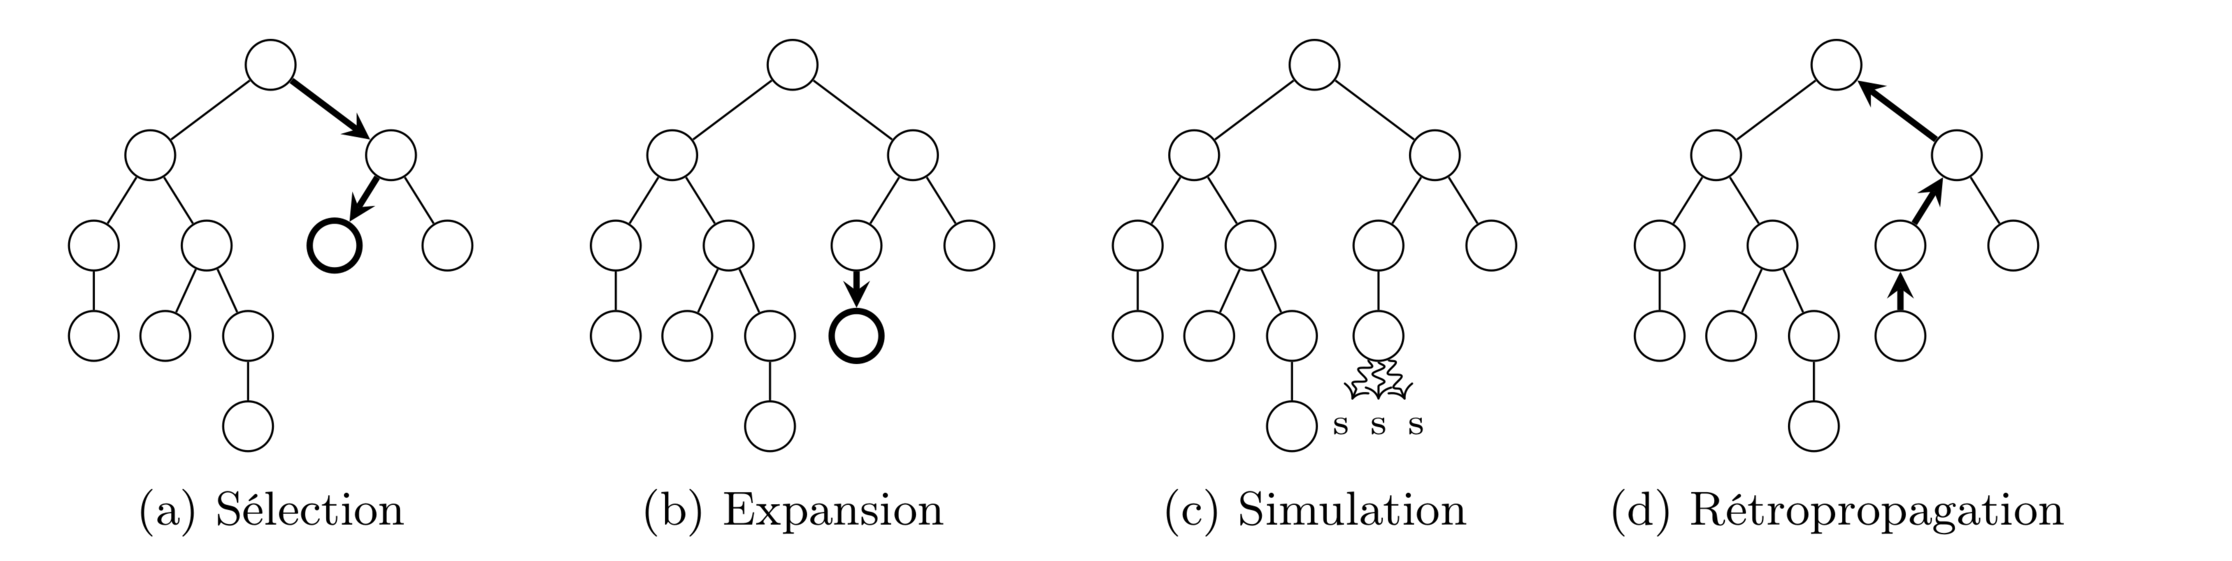 s s s
(a) Sélection
(b) Expansion
(c) Simulation
(d) Rétropropagation